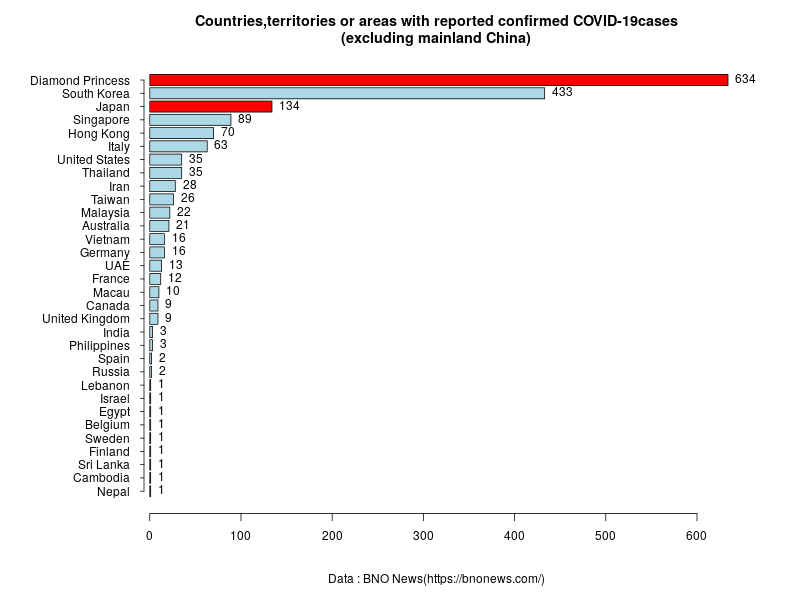 Countries,territories or areas with reported confirmed COVID-19cases
(excluding mainland China)
Diamond Princess 634
South Korea 433
Japan 134
Singapore 89
Hong Kong 70
Italy 63
United States 35
Thailand 35
Iran 28
Taiwan 26
Malaysia 22
Australia 21
Vietnam 16
Germany 16
UAE 13
France 12
Macau 10
Canada 9
United Kingdom 9
India 3
Philippines 3
Spain 2
Russia 2
Lebanon 1
Israel 1
Egypt 1
Belgium 1
Sweden 1
Finland 1
Sri Lanka 1
Cambodia 1
Nepal 1
0 100 200 300 400 500 600
Data : BNO News(https://bnonews.com/)